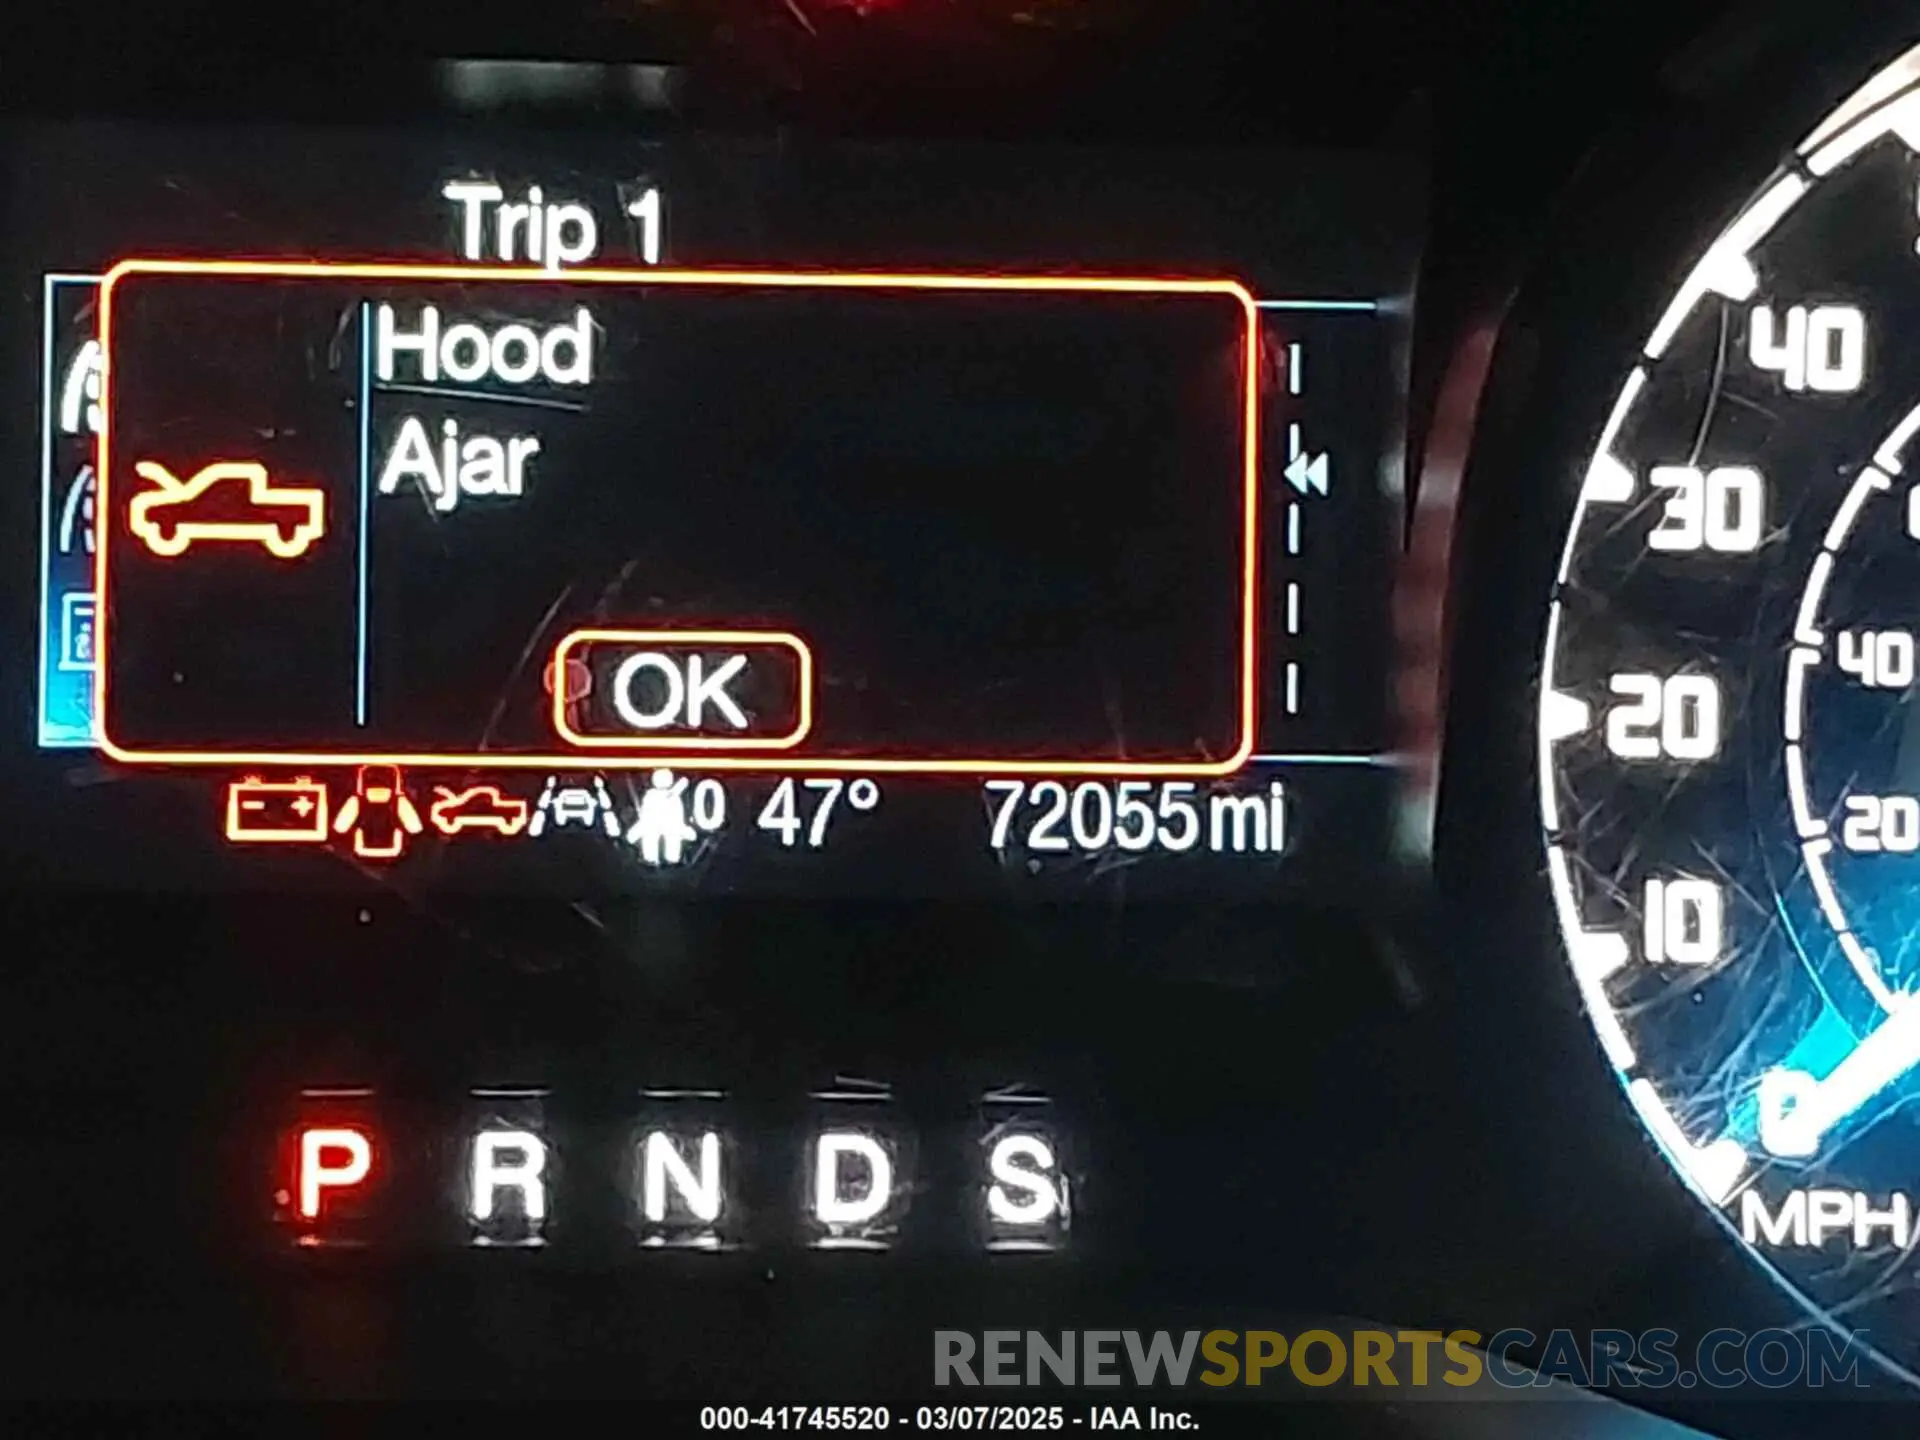 Trip 1
Hood
Ajar
OK
0 47° 72055 mi
P R N D S
40
30
20
10
0
MPH
40
20
RENEWSPORTSCARS.COM
000-41745520 - 03/07/2025 - IAA Inc.